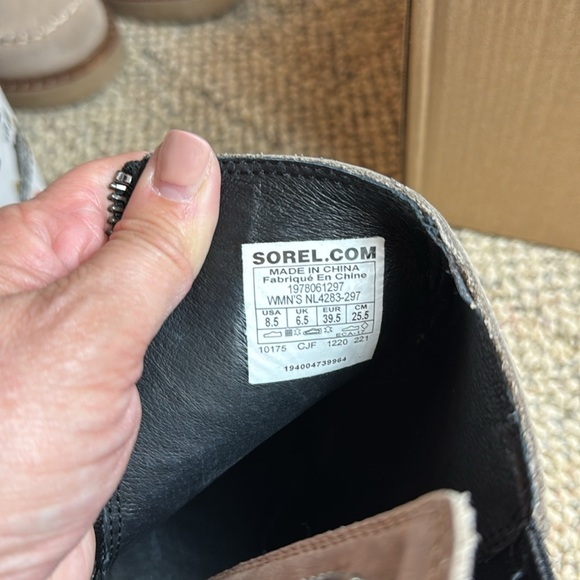 SOREL.COM
MADE IN CHINA
Fabriqué En Chine
1978061297
WMN'S NL4283-297
USA UK EUR CM
8.5 6.5 39.5 25.5
10175 CJF 1220 221
194004739964